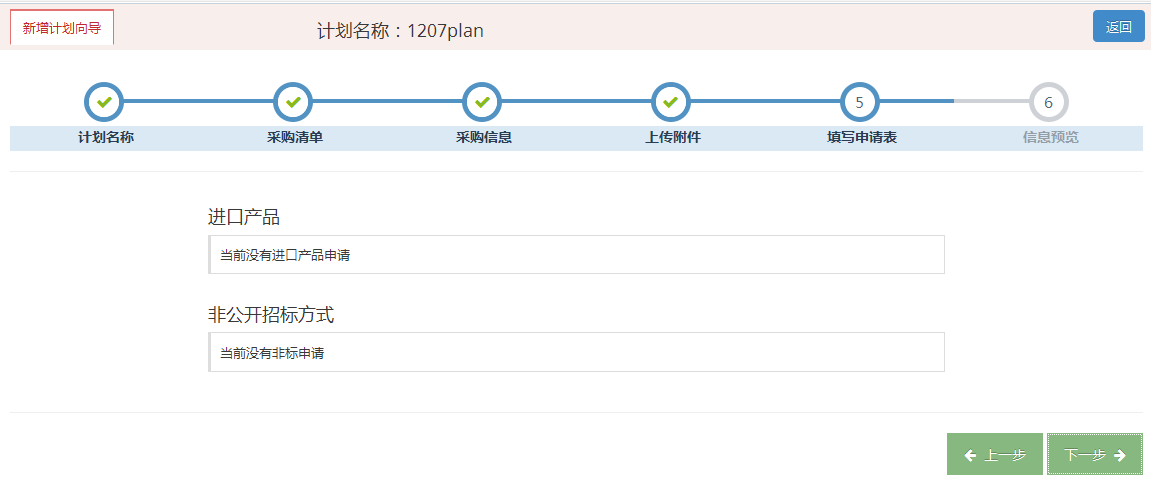 新增计划向导
计划名称：1207plan
返回
5
6
计划名称
采购清单
采购信息
上传附件
填写申请表
信息预览
进口产品
当前没有进口产品申请
非公开招标方式
当前没有非标申请
上一步
下一步